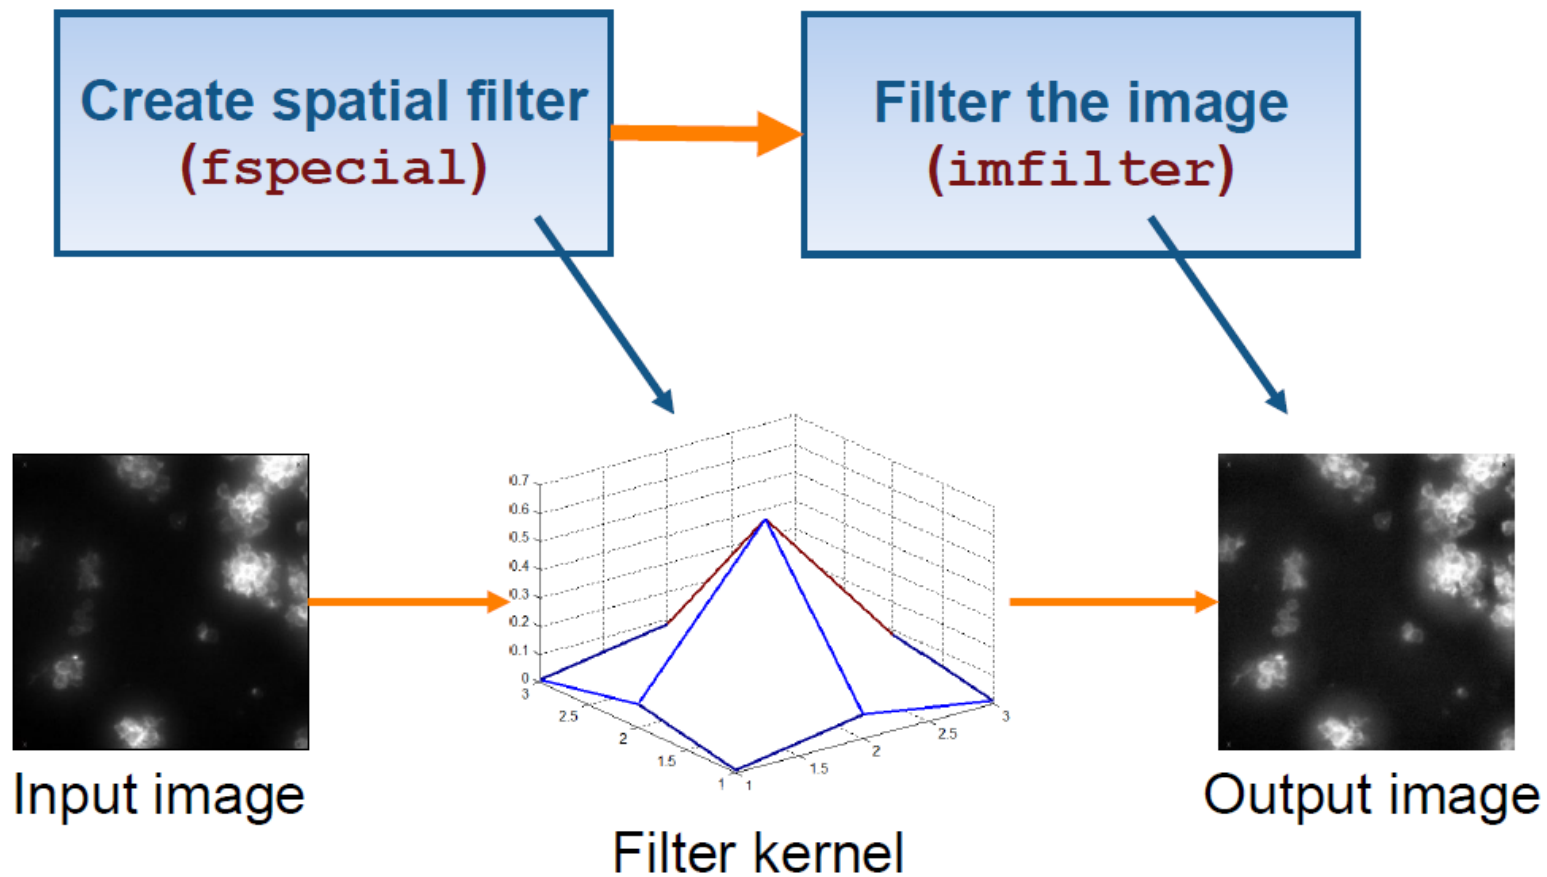 Create spatial filter
(fspecial)
Filter the image
(imfilter)
0.7
0.6
0.5
0.4
0.3
0.2
0.1
0
3
2.5
2
1.5
1
1
1.5
2
2.5
3
Input image
Filter kernel
Output image